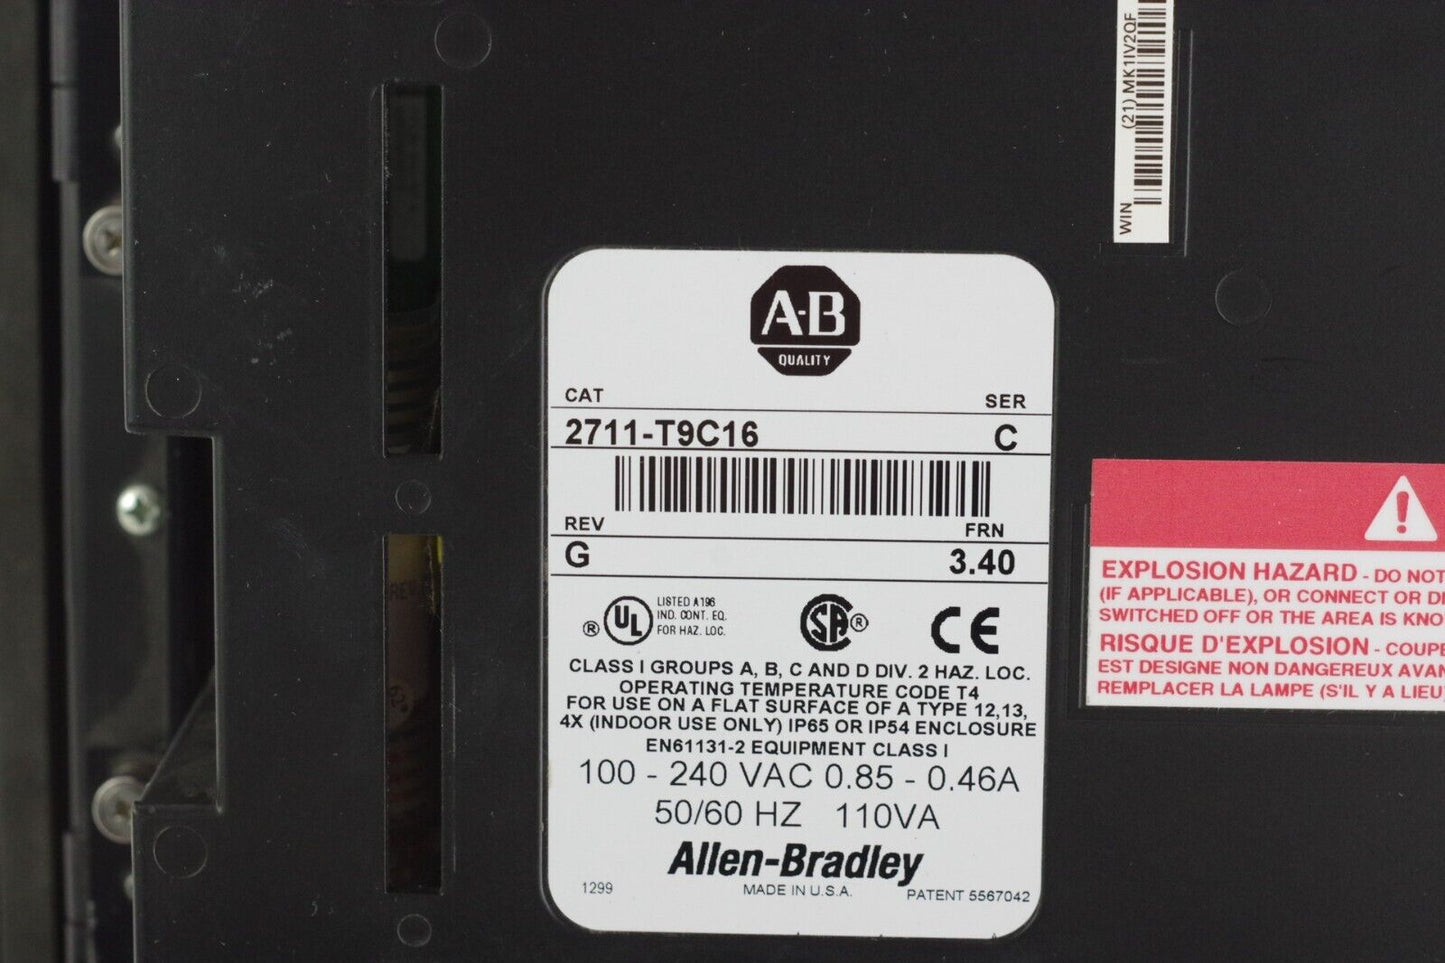 WIN (21) MK1IV2QF
A-B
QUALITY
CAT SER
2711-T9C16 C
REV FRN
G 3.40
® UL LISTED A196
IND. CONT. EQ.
FOR HAZ. LOC.
SA ® CE
CLASS I GROUPS A, B, C AND D DIV. 2 HAZ. LOC.
OPERATING TEMPERATURE CODE T4
FOR USE ON A FLAT SURFACE OF A TYPE 12,13,
4X (INDOOR USE ONLY) IP65 OR IP54 ENCLOSURE
EN61131-2 EQUIPMENT CLASS I
100 - 240 VAC 0.85 - 0.46A
50/60 HZ 110VA
Allen-Bradley
1299 MADE IN U.S.A. PATENT 5567042
EXPLOSION HAZARD - DO NOT
(IF APPLICABLE), OR CONNECT OR
SWITCHED OFF OR THE AREA IS
RISQUE D'EXPLOSION -
EST DESIGNE NON DANGEREUX
REMPLACER LA LAMPE (S'IL Y A
REV